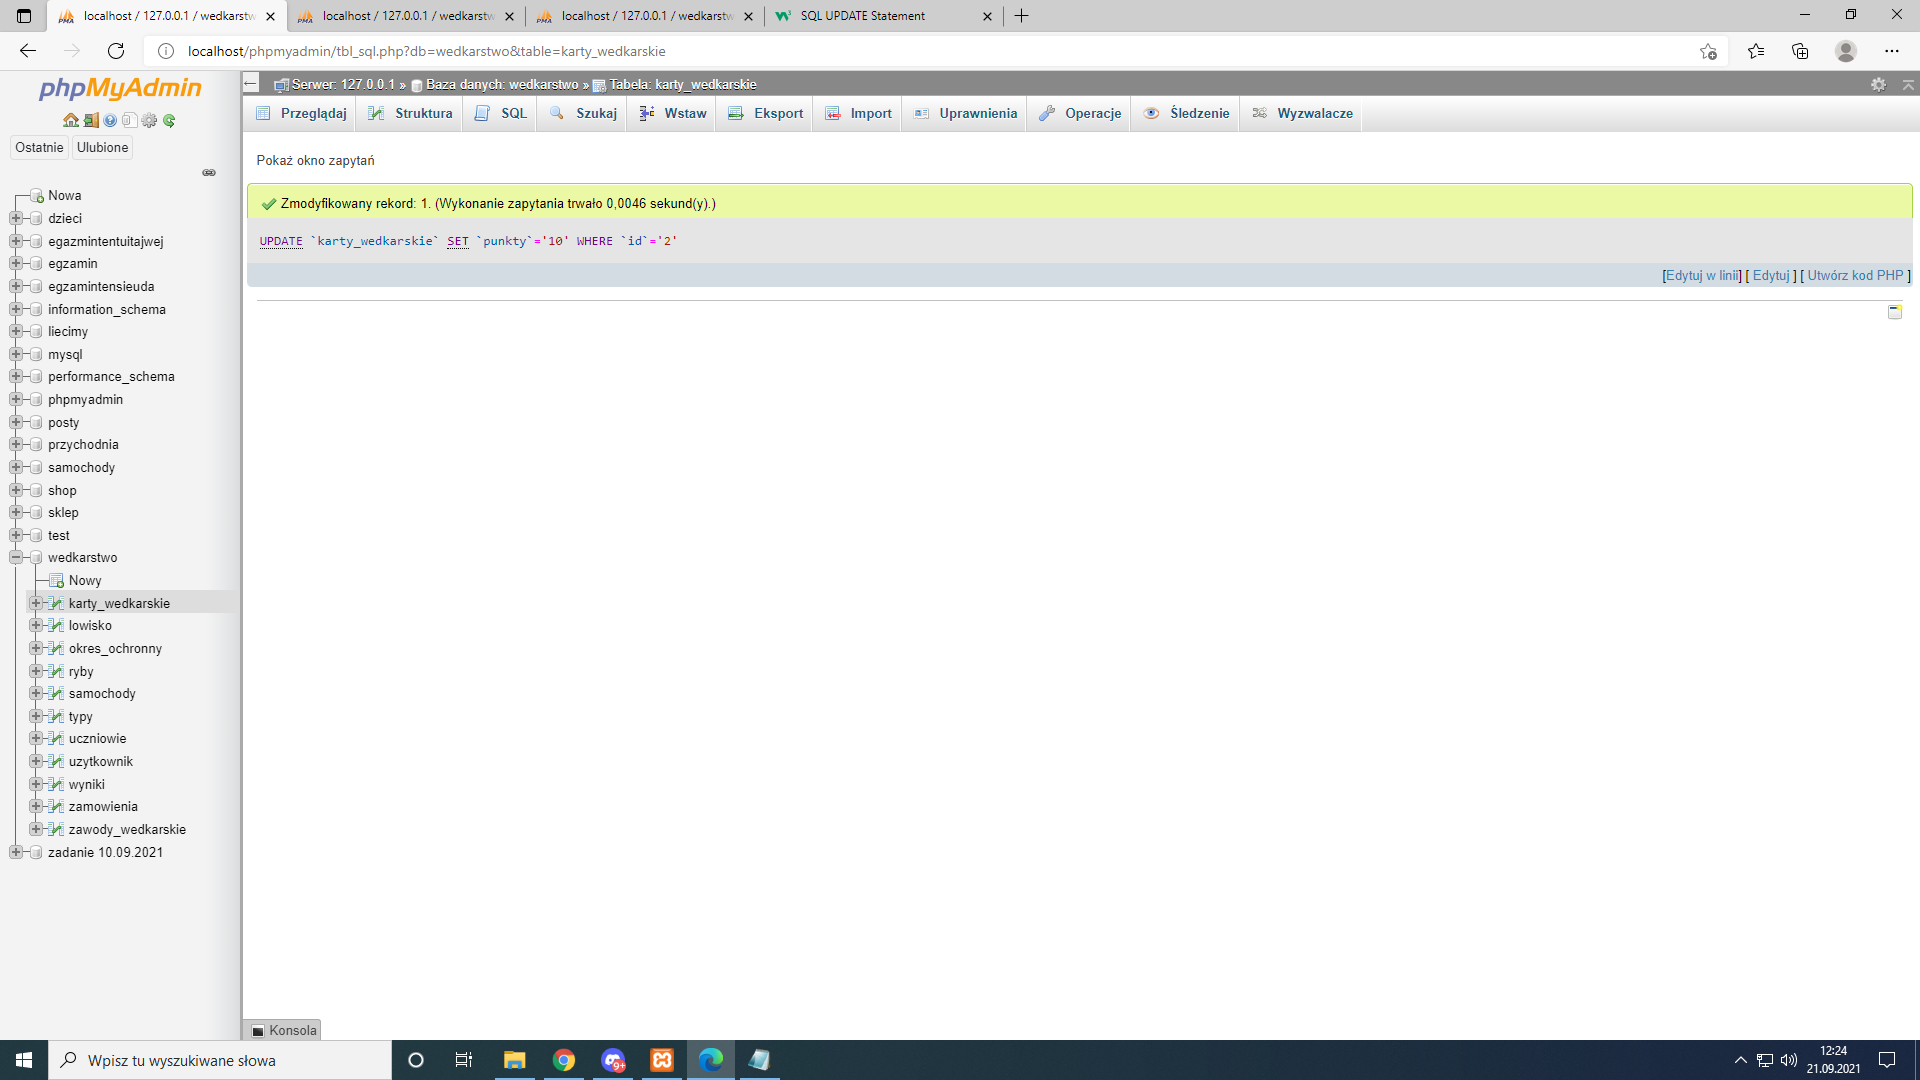 localhost / 127.0.0.1 / wedkarstw
localhost / 127.0.0.1 / wedkarstw
localhost / 127.0.0.1 / wedkarstw
SQL UPDATE Statement
localhost/phpmyadmin/tbl_sql.php?db=wedkarstwo&table=karty_wedkarskie
phpMyAdmin
Serwer: 127.0.0.1 » Baza danych: wedkarstwo » Tabela: karty_wedkarskie
Przeglądaj Struktura SQL Szukaj Wstaw Eksport Import Uprawnienia Operacje Śledzenie Wyzwalacze
Ostatnie Ulubione
Nowa
dzieci
egazmintentuitajwej
egzamin
egzamintensieuda
information_schema
liecimy
mysql
performance_schema
phpmyadmin
posty
przychodnia
samochody
shop
sklep
test
wedkarstwo
Nowy
karty_wedkarskie
lowisko
okres_ochronny
ryby
samochody
typy
uczniowie
uzytkownik
wyniki
zamowienia
zawody_wedkarskie
zadanie 10.09.2021
Pokaż okno zapytań
Zmodyfikowany rekord: 1. (Wykonanie zapytania trwało 0,0046 sekund(y).)
UPDATE `karty_wedkarskie` SET `punkty`='10' WHERE `id`='2'
[Edytuj w linii] [ Edytuj ] [ Utwórz kod PHP ]
Konsola
Wpisz tu wyszukiwane słowa
9+
12:24
21.09.2021